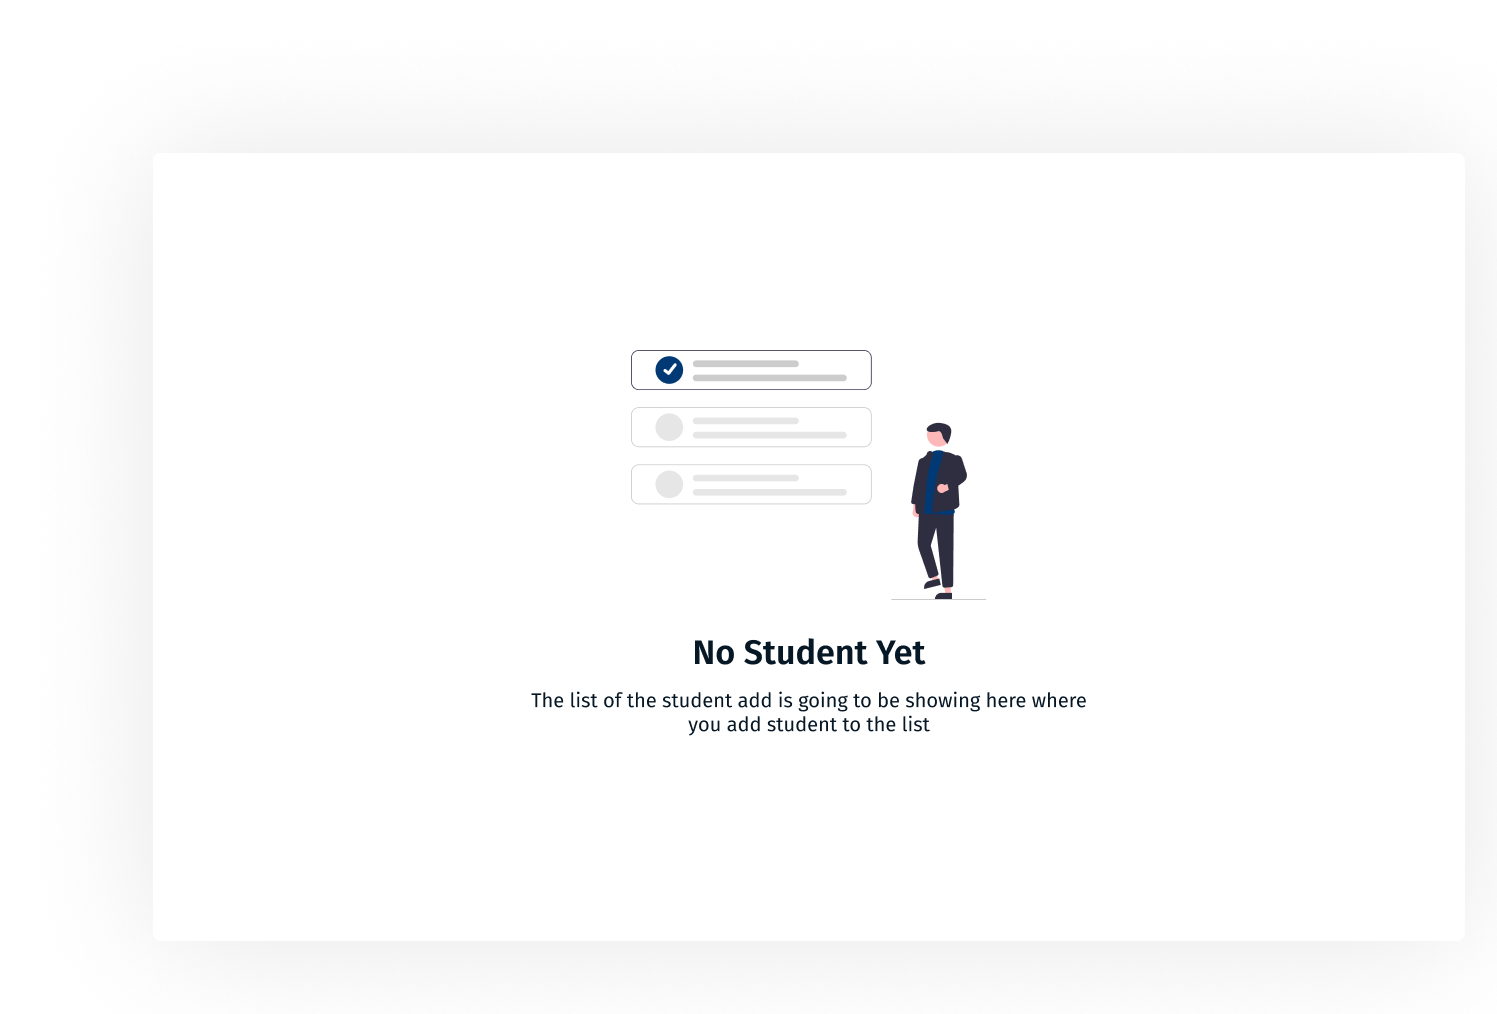 No Student Yet
The list of the student add is going to be showing here where
you add student to the list